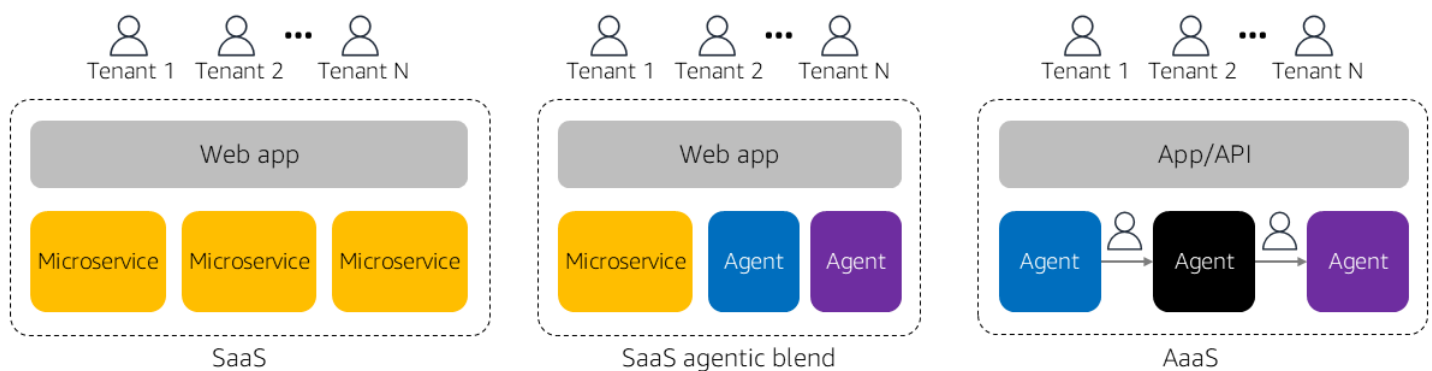 Tenant 1 Tenant 2 Tenant N
Web app
Microservice Microservice Microservice
SaaS
Tenant 1 Tenant 2 Tenant N
Web app
Microservice Agent Agent
SaaS agentic blend
Tenant 1 Tenant 2 Tenant N
App/API
Agent Agent Agent
AaaS